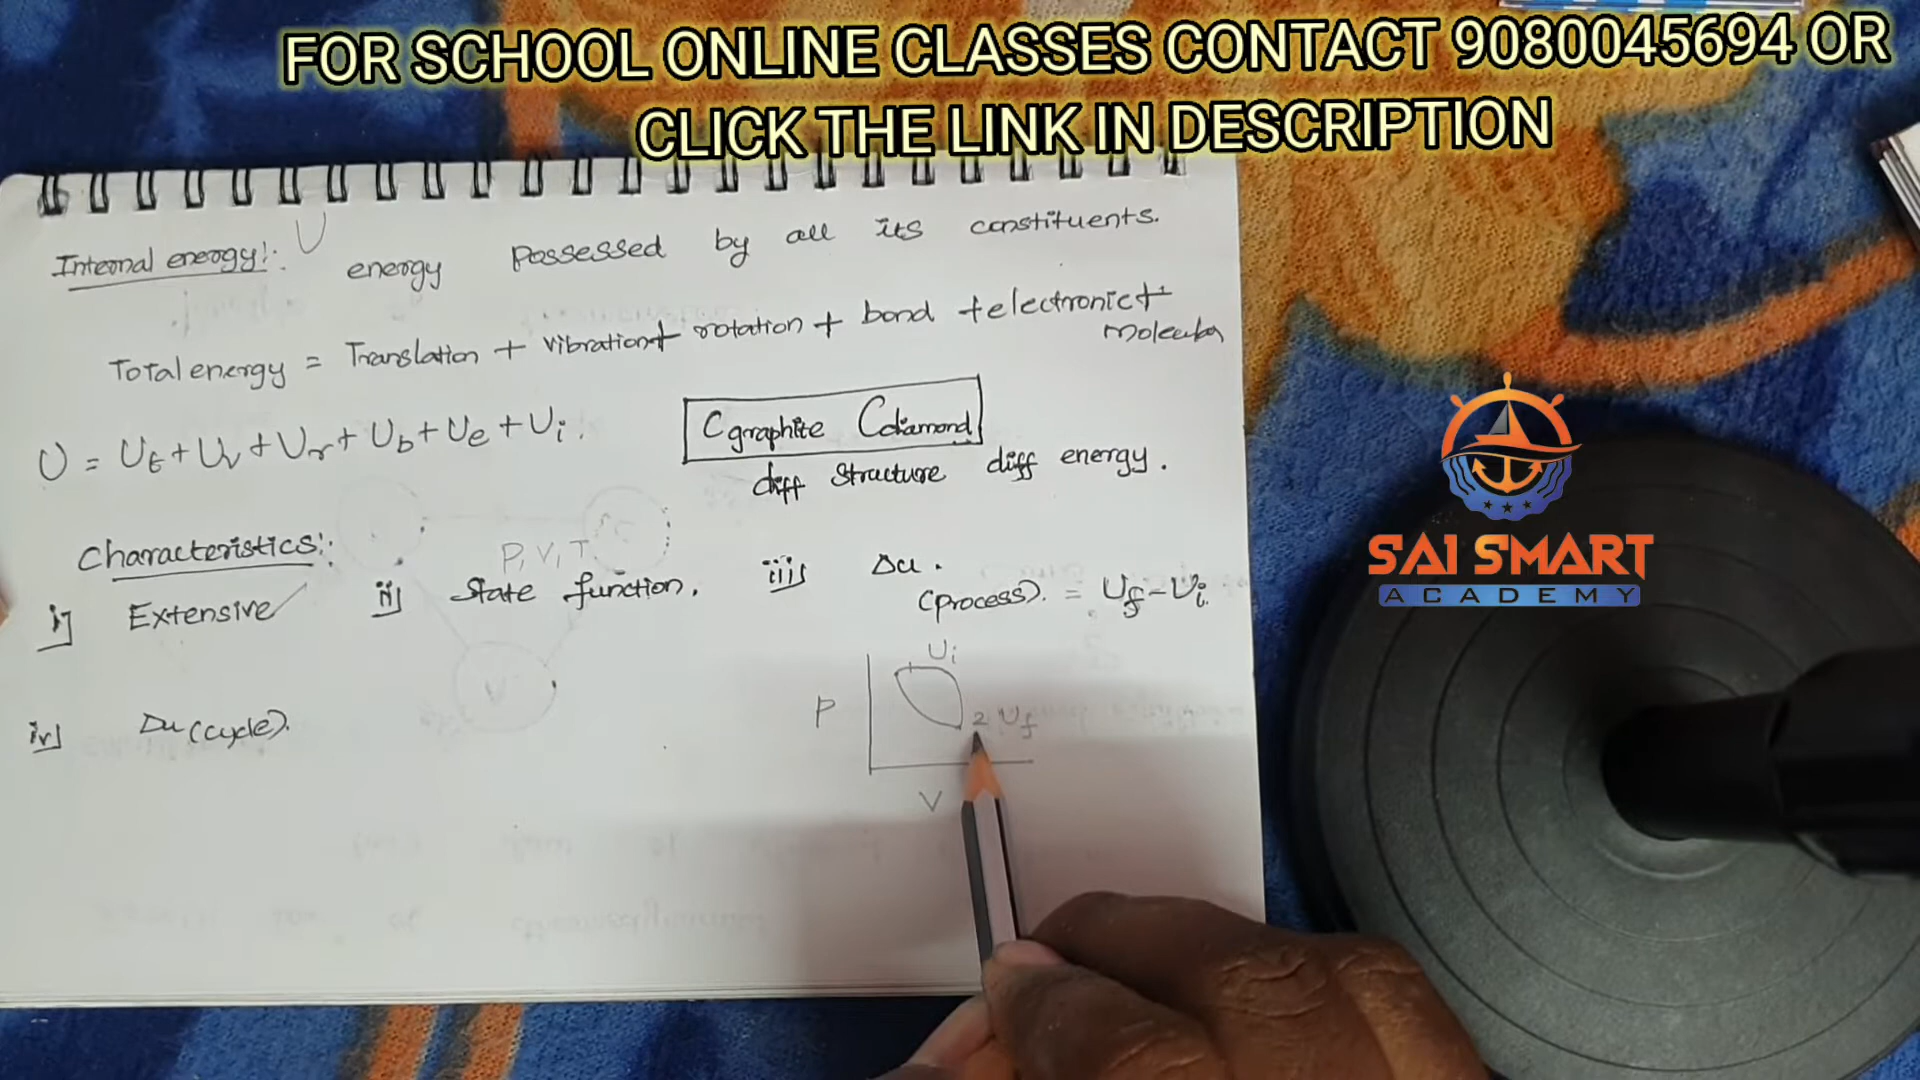 FOR SCHOOL ONLINE CLASSES CONTACT 9080045694 OR
CLICK THE LINK IN DESCRIPTION
Internal energy:. U energy possessed by all its constituents.
Total energy = Translation + vibration + rotation + bond + electronic +
U = Ut + Uv + Ur + Ub + Ue + Ui.
C graphite C diamond
diff structure diff energy.
Characteristics:.
P, V, T
i] Extensive ii] State function. iii] Δu. (process). = Uf - Ui.
Ui
P
2 Uf
V
iv] Δu (cycle).
SAI SMART
ACADEMY